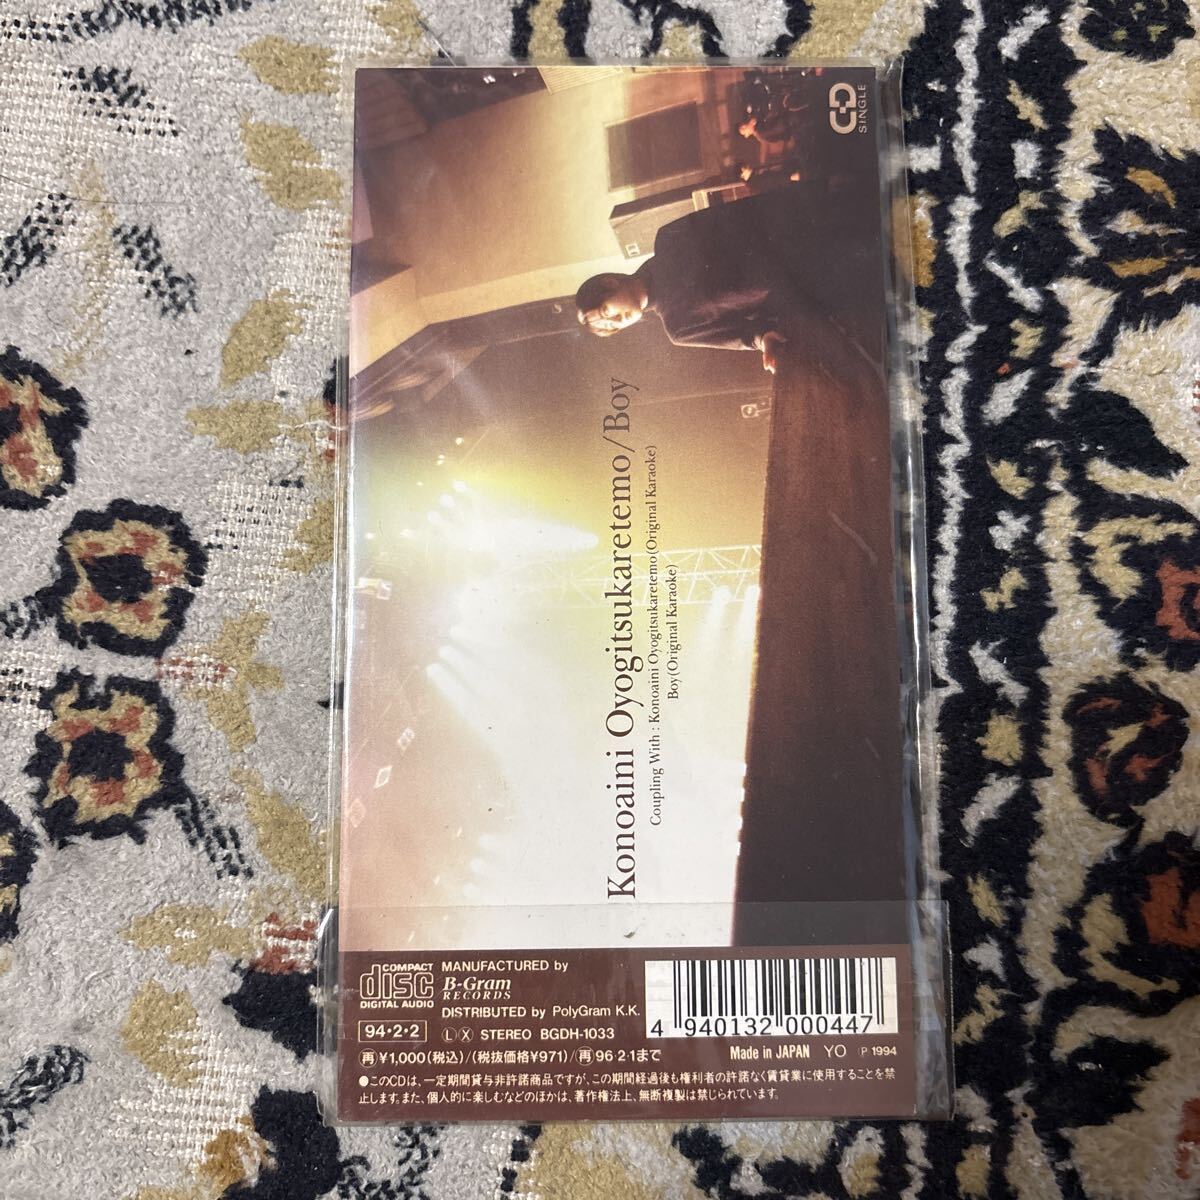 CD
SINGLE
Konoaini Oyogitsukaretemo/Boy
Coupling With : Konoaini Oyogitsukaretemo(Original Karaoke)
Boy(Original Karaoke)
COMPACT
disc
DIGITAL AUDIO
MANUFACTURED by
B-Gram
RECORDS
DISTRIBUTED by PolyGram K.K.
94・2・2
Ⓛ Ⓧ STEREO BGDH-1033
4 940132 000447
㊢¥1,000(税込)/(税抜価格¥971)/㊢96・2・1まで
Made in JAPAN YO Ⓟ 1994
●このCDは、一定期間貸与非許諾商品ですが、この期間経過後も権利者の許諾なく賃貸業に使用することを禁
止します。また、個人的に楽しむなどのほかは、著作権法上、無断複製は禁じられています。